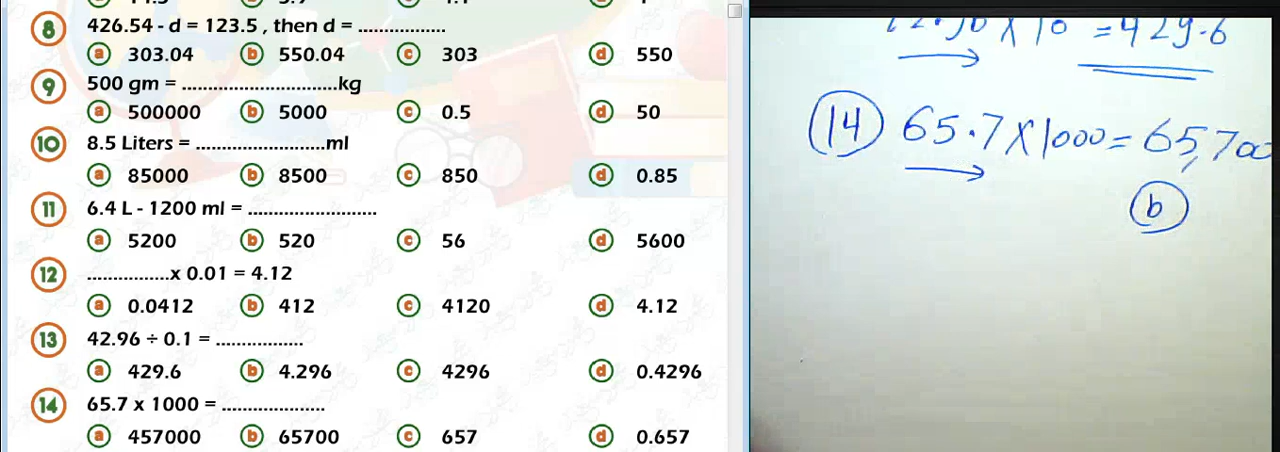 8 426.54 - d = 123.5 , then d = .................
a 303.04 b 550.04 c 303 d 550
9 500 gm = ..............................kg
a 500000 b 5000 c 0.5 d 50
10 8.5 Liters = .........................ml
a 85000 b 8500 c 850 d 0.85
11 6.4 L - 1200 ml = .........................
a 5200 b 520 c 56 d 5600
12 ................x 0.01 = 4.12
a 0.0412 b 412 c 4120 d 4.12
13 42.96 ÷ 0.1 = .................
a 429.6 b 4.296 c 4296 d 0.4296
14 65.7 x 1000 = ....................
a 457000 b 65700 c 657 d 0.657
x 10 = 429.6
14 65.7 x 1000 = 65,700
b